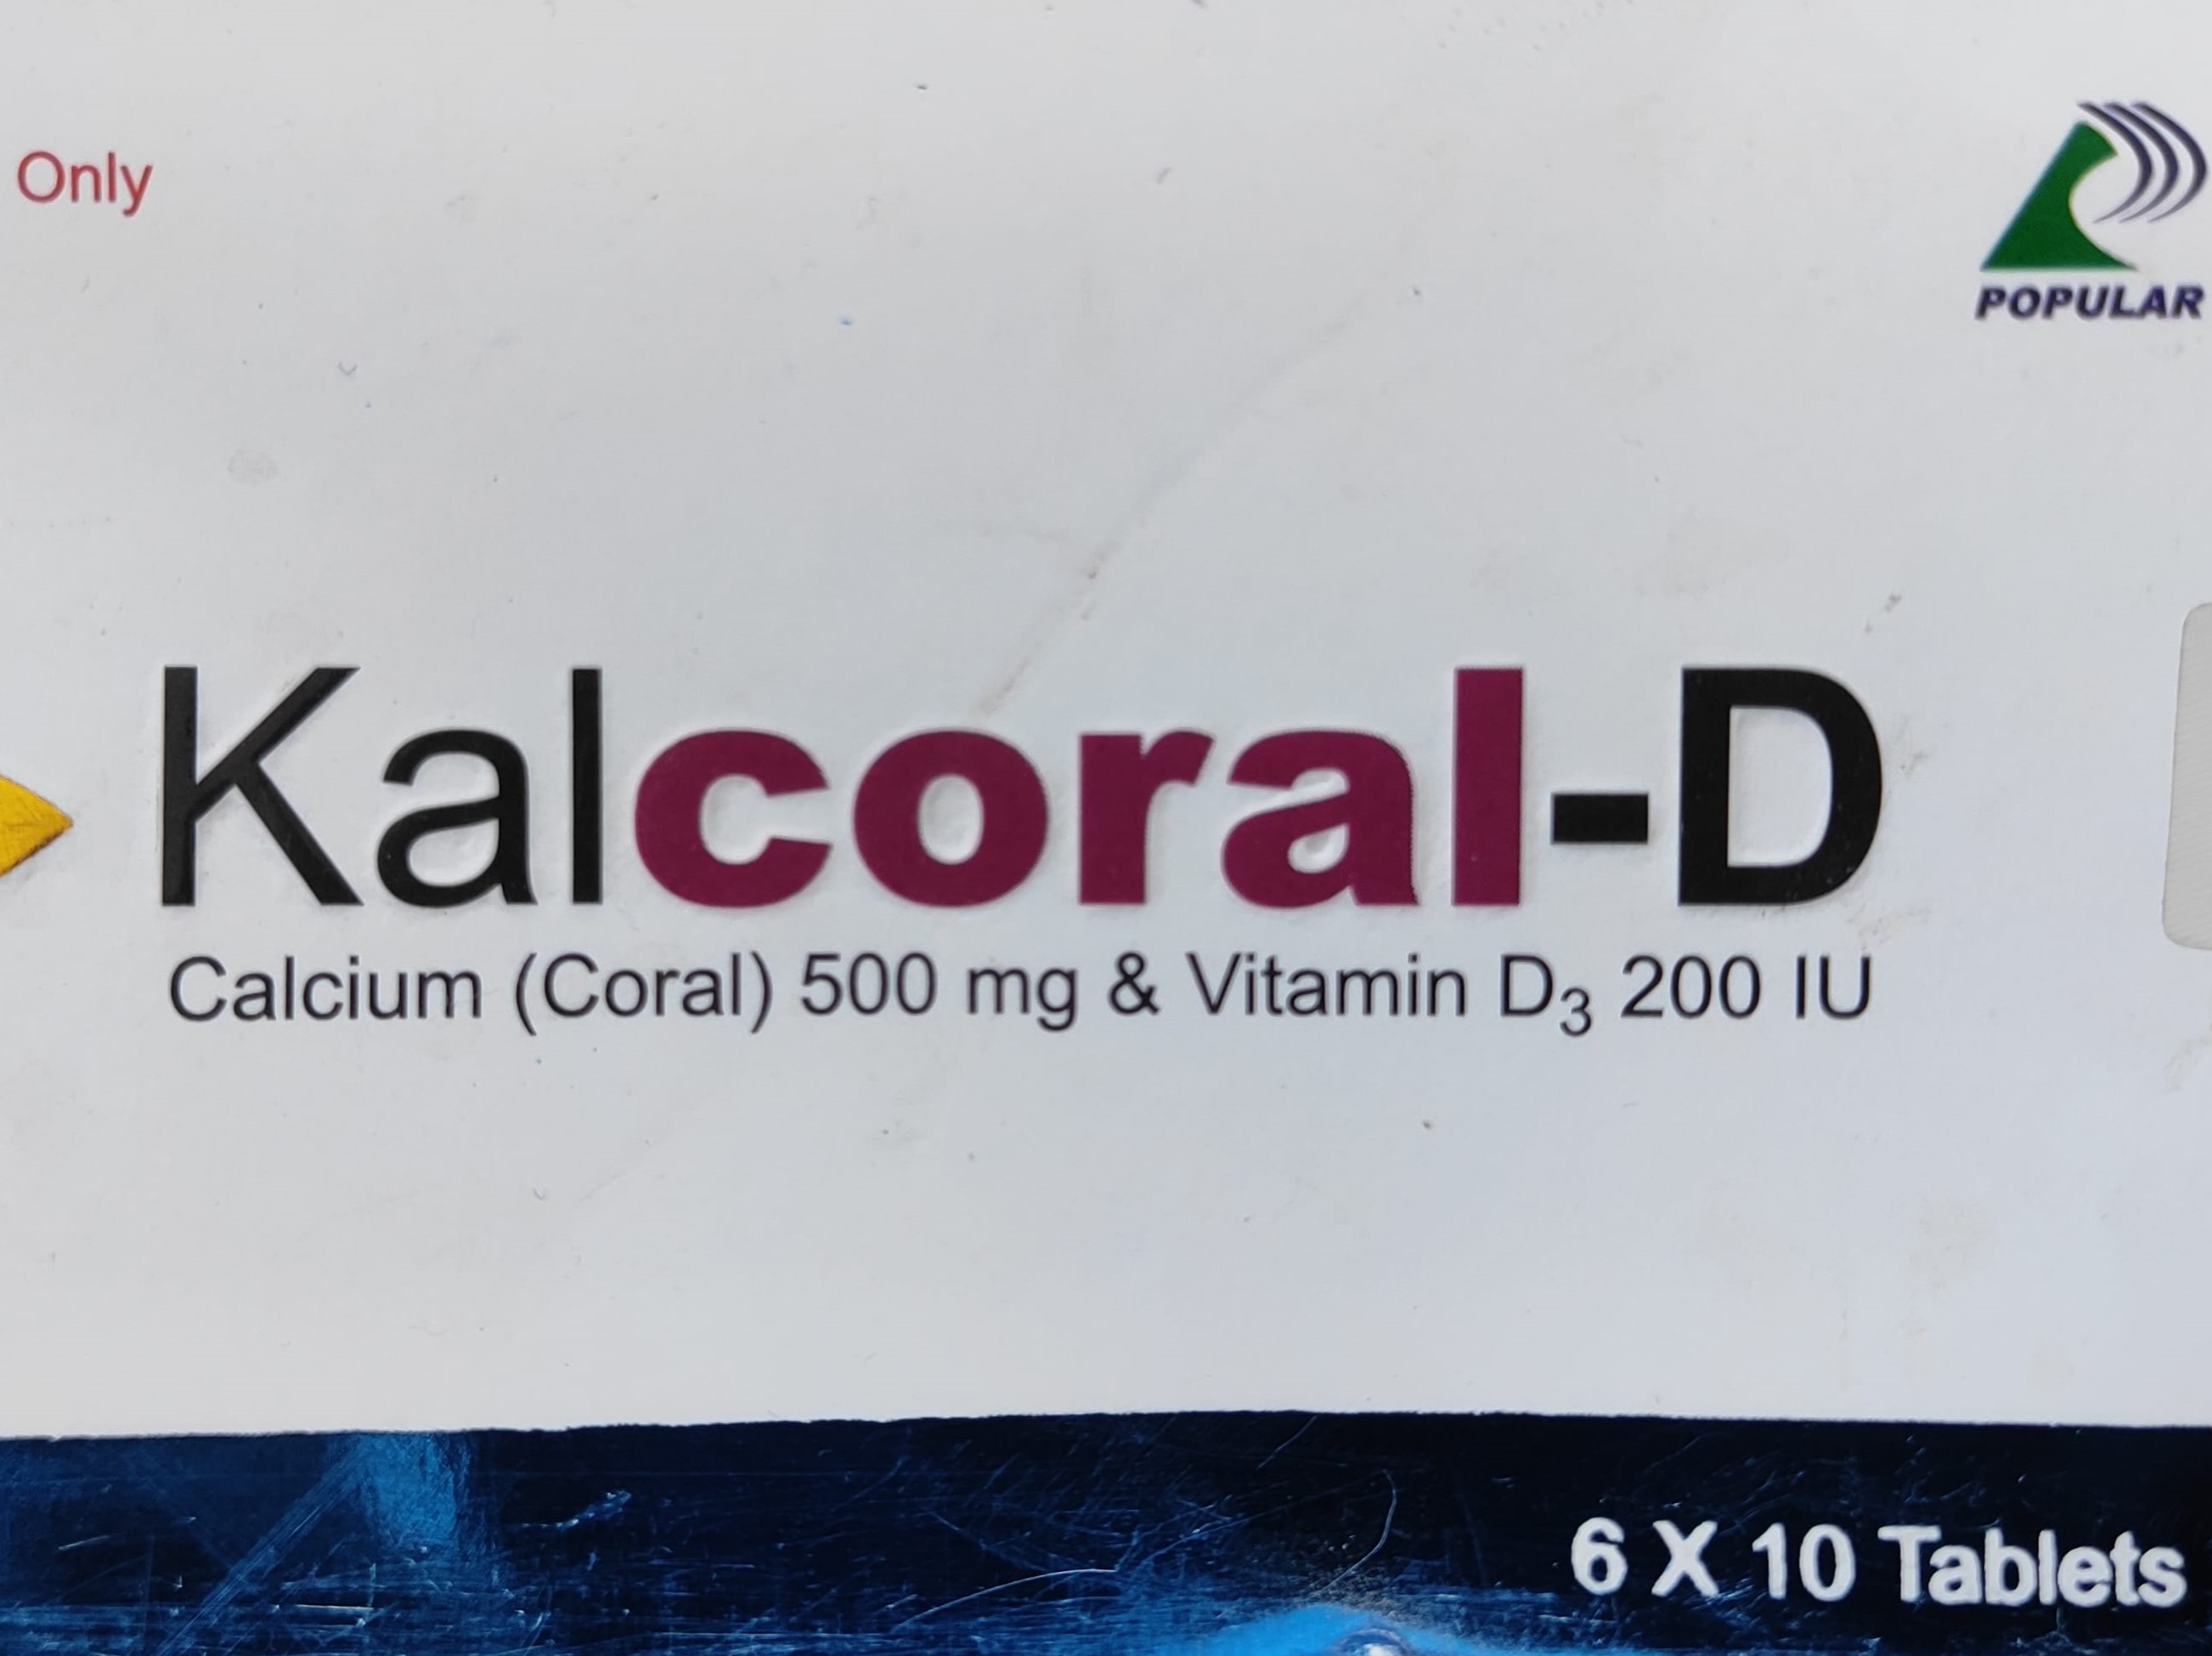 Only
POPULAR
Kalcoral-D
Calcium (Coral) 500 mg & Vitamin D₃ 200 IU
6 X 10 Tablets